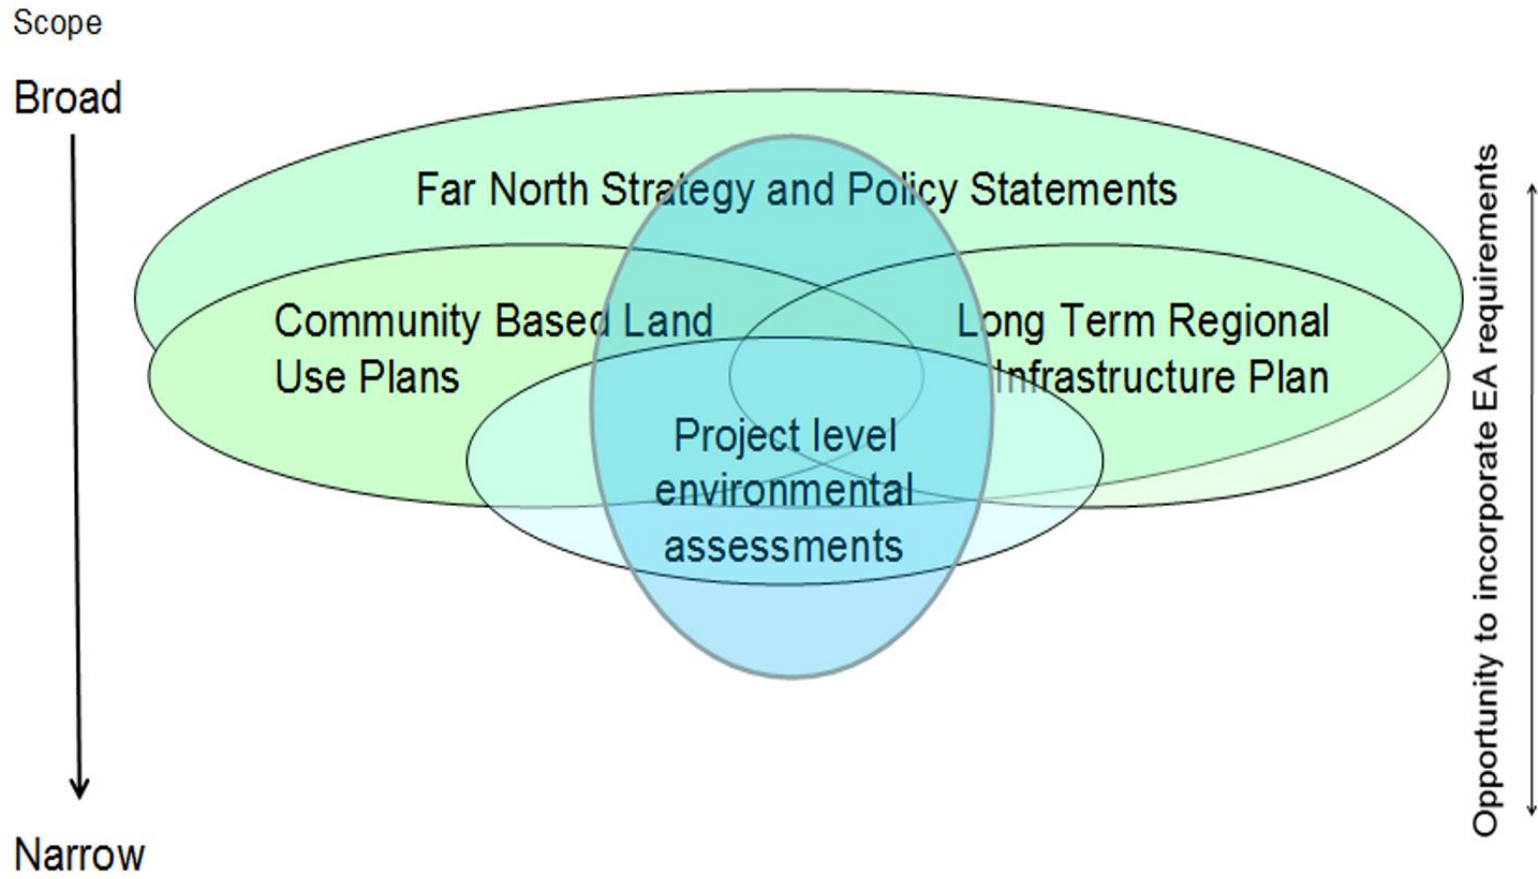 Scope
Broad
Far North Strategy and Policy Statements
Community Based Land
Use Plans
Long Term Regional
Infrastructure Plan
Project level
environmental
assessments
Narrow
Opportunity to incorporate EA requirements